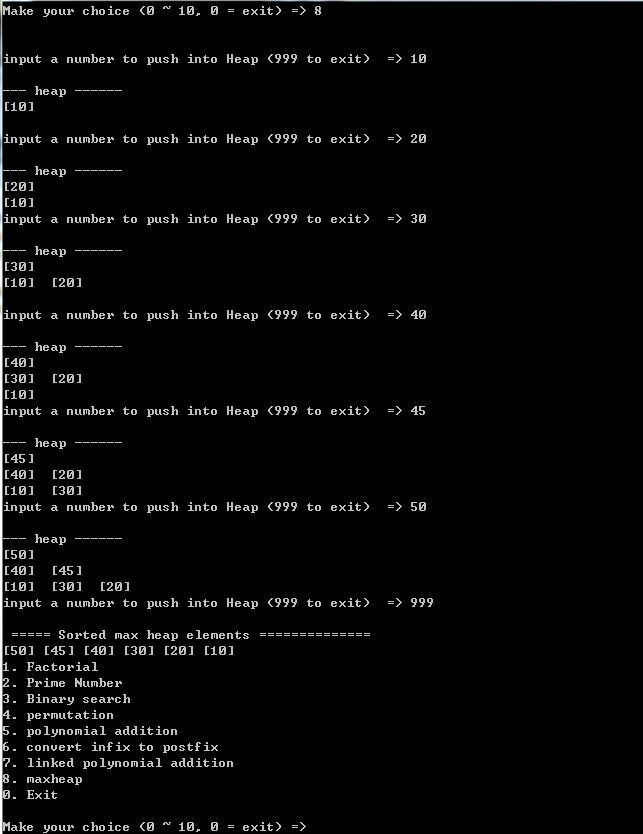 Make your choice (0 ~ 10, 0 = exit) => 8
input a number to push into Heap (999 to exit)  => 10
--- heap ------
[10]
input a number to push into Heap (999 to exit)  => 20
--- heap ------
[20]
[10]
input a number to push into Heap (999 to exit)  => 30
--- heap ------
[30]
[10]  [20]
input a number to push into Heap (999 to exit)  => 40
--- heap ------
[40]
[30]  [20]
[10]
input a number to push into Heap (999 to exit)  => 45
--- heap ------
[45]
[40]  [20]
[10]  [30]
input a number to push into Heap (999 to exit)  => 50
--- heap ------
[50]
[40]  [45]
[10]  [30]  [20]
input a number to push into Heap (999 to exit)  => 999
===== Sorted max heap elements ==============
[50] [45] [40] [30] [20] [10]
1. Factorial
2. Prime Number
3. Binary search
4. permutation
5. polynomial addition
6. convert infix to postfix
7. linked polynomial addition
8. maxheap
0. Exit
Make your choice (0 ~ 10, 0 = exit) =>